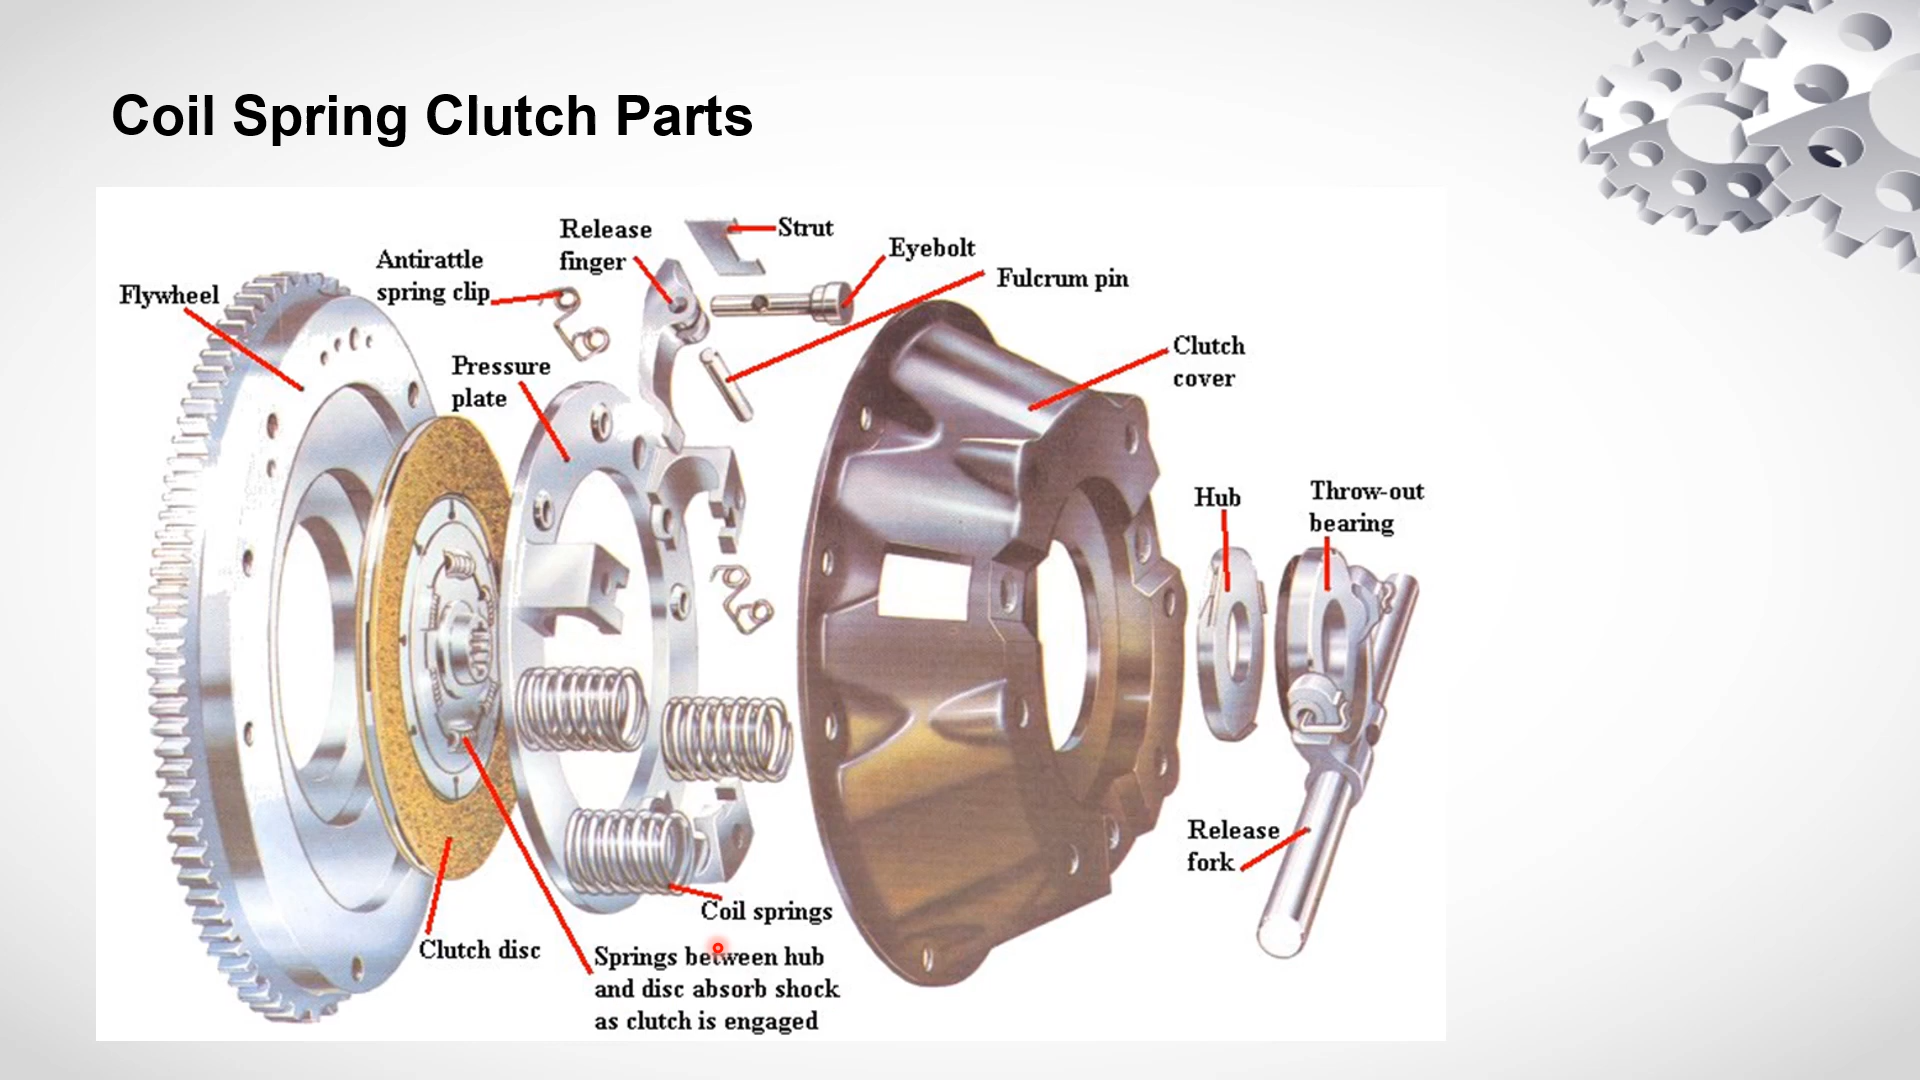 Coil Spring Clutch Parts
Release
finger
Strut
Eyebolt
Fulcrum pin
Antirattle
spring clip
Flywheel
Pressure
plate
Clutch
cover
Hub
Throw-out
bearing
Release
fork
Coil springs
Clutch disc
Springs between hub
and disc absorb shock
as clutch is engaged